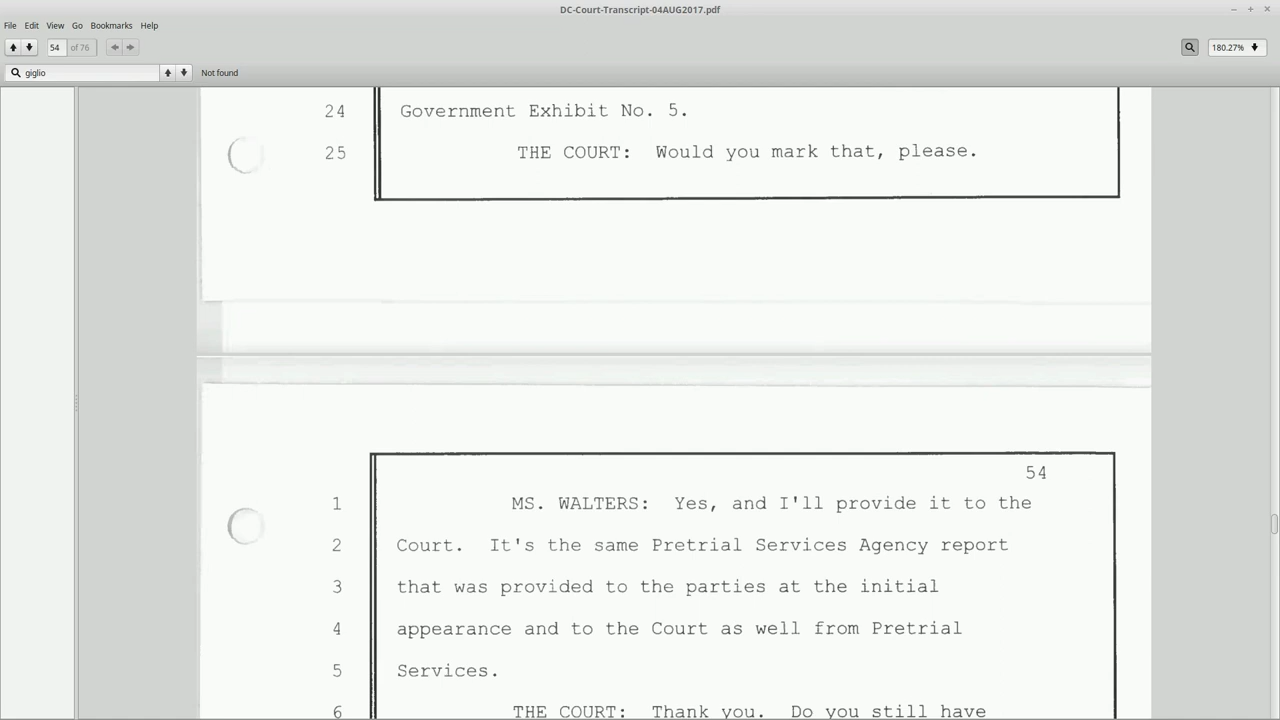 DC-Court-Transcript-04AUG2017.pdf
File Edit View Go Bookmarks Help
54 of 76 180.27%
giglio Not found
24 Government Exhibit No. 5.
25 THE COURT: Would you mark that, please.
54
1 MS. WALTERS: Yes, and I'll provide it to the
2 Court. It's the same Pretrial Services Agency report
3 that was provided to the parties at the initial
4 appearance and to the Court as well from Pretrial
5 Services.
6 THE COURT: Thank you. Do you still have